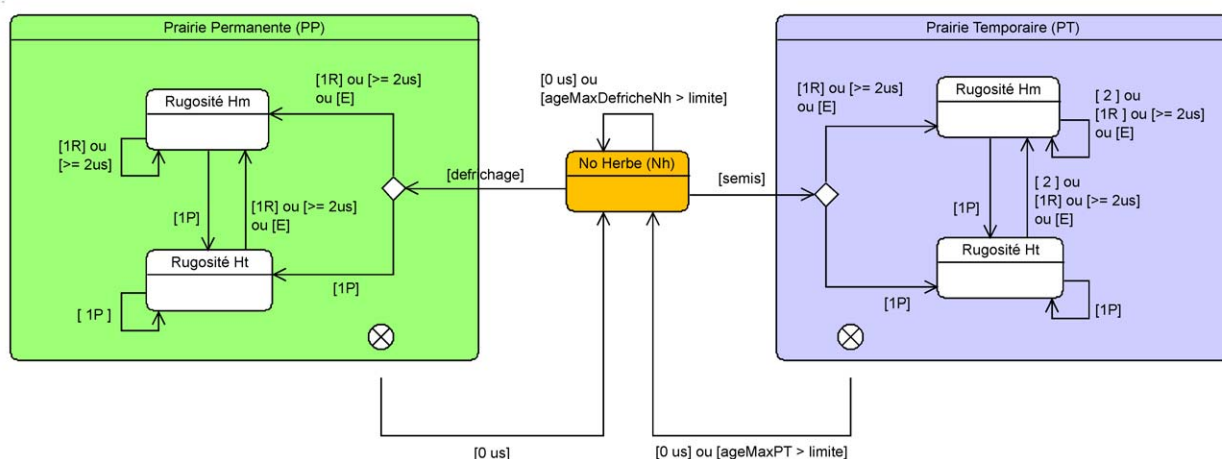 Prairie Permanente (PP)
[1R] ou [>= 2us]
ou [E]
Rugosité Hm
[1R] ou
[>= 2us]
[1P]
[1R] ou [>= 2us]
ou [E]
Rugosité Ht
[ 1P ]
[1P]
[defrichage]
[0 us] ou
[ageMaxDefricheNh > limite]
No Herbe (Nh)
[semis]
Prairie Temporaire (PT)
[1R] ou [>= 2us]
ou [E]
Rugosité Hm
[ 2 ] ou
[1R ] ou [>= 2us]
ou [E]
[1P]
[ 2 ] ou
[1R] ou [>= 2us]
ou [E]
Rugosité Ht
[1P]
[1P]
[0 us]
[0 us] ou [ageMaxPT > limite]